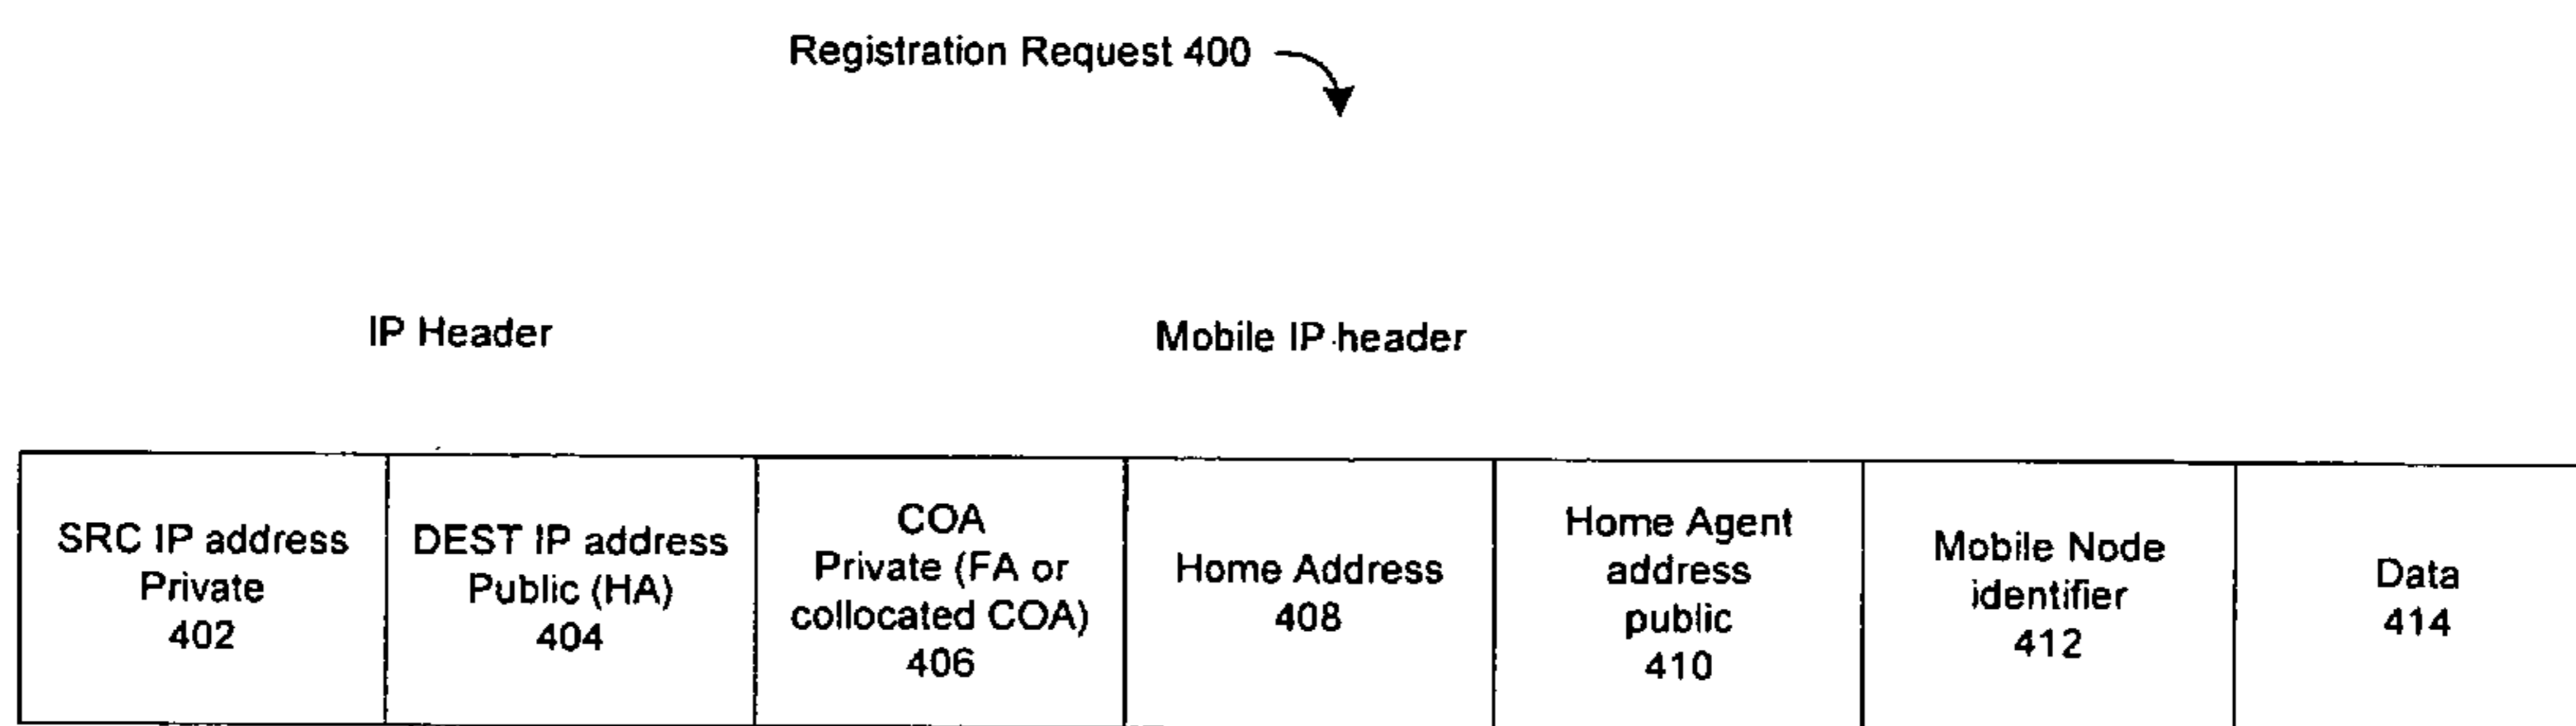 Registration Request 400
IP Header
Mobile IP header
SRC IP address
Private
402
DEST IP address
Public (HA)
404
COA
Private (FA or
collocated COA)
406
Home Address
408
Home Agent
address
public
410
Mobile Node
identifier
412
Data
414